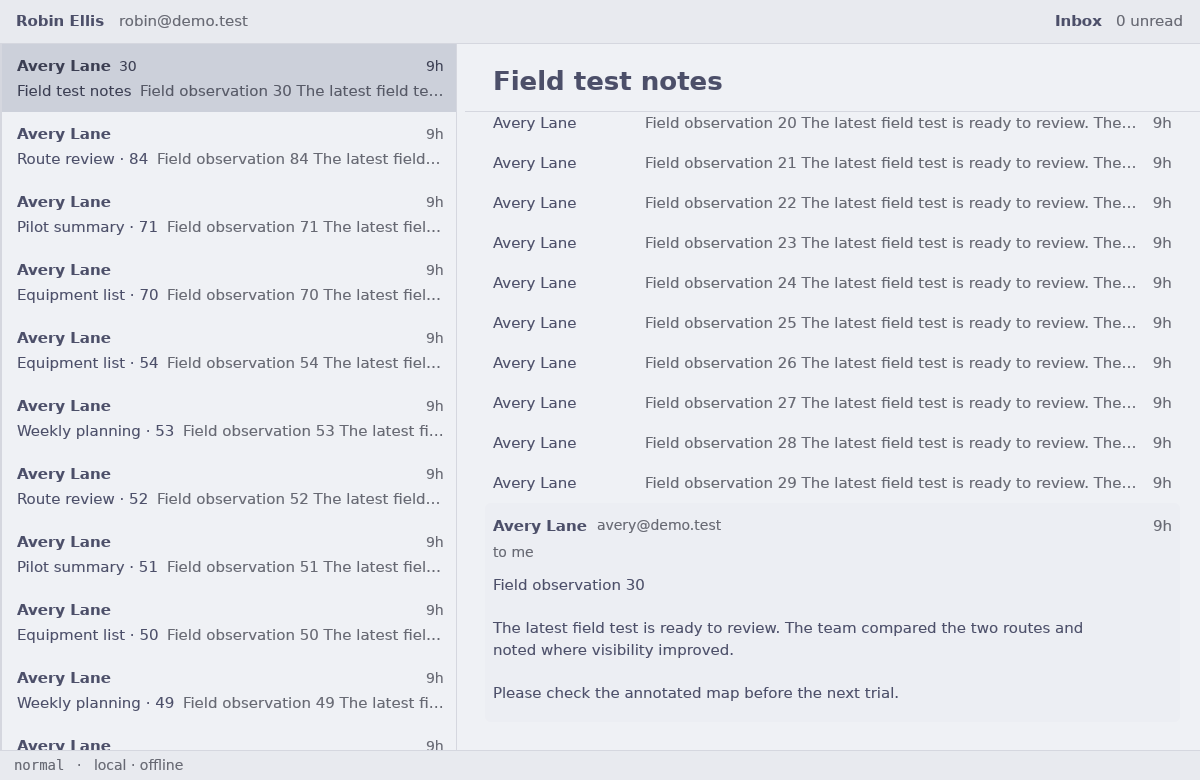 Robin Ellis robin@demo.test
Inbox 0 unread
Avery Lane 30 9h
Field test notes Field observation 30 The latest field te…
Avery Lane 9h
Route review · 84 Field observation 84 The latest field…
Avery Lane 9h
Pilot summary · 71 Field observation 71 The latest fiel…
Avery Lane 9h
Equipment list · 70 Field observation 70 The latest fiel…
Avery Lane 9h
Equipment list · 54 Field observation 54 The latest fiel…
Avery Lane 9h
Weekly planning · 53 Field observation 53 The latest fi…
Avery Lane 9h
Route review · 52 Field observation 52 The latest field…
Avery Lane 9h
Pilot summary · 51 Field observation 51 The latest fiel…
Avery Lane 9h
Equipment list · 50 Field observation 50 The latest fiel…
Avery Lane 9h
Weekly planning · 49 Field observation 49 The latest fi…
Avery Lane 9h
Field test notes
Avery Lane Field observation 20 The latest field test is ready to review. The… 9h
Avery Lane Field observation 21 The latest field test is ready to review. The… 9h
Avery Lane Field observation 22 The latest field test is ready to review. The… 9h
Avery Lane Field observation 23 The latest field test is ready to review. The… 9h
Avery Lane Field observation 24 The latest field test is ready to review. The… 9h
Avery Lane Field observation 25 The latest field test is ready to review. The… 9h
Avery Lane Field observation 26 The latest field test is ready to review. The… 9h
Avery Lane Field observation 27 The latest field test is ready to review. The… 9h
Avery Lane Field observation 28 The latest field test is ready to review. The… 9h
Avery Lane Field observation 29 The latest field test is ready to review. The… 9h
Avery Lane avery@demo.test 9h
to me
Field observation 30
The latest field test is ready to review. The team compared the two routes and
noted where visibility improved.
Please check the annotated map before the next trial.
normal · local · offline